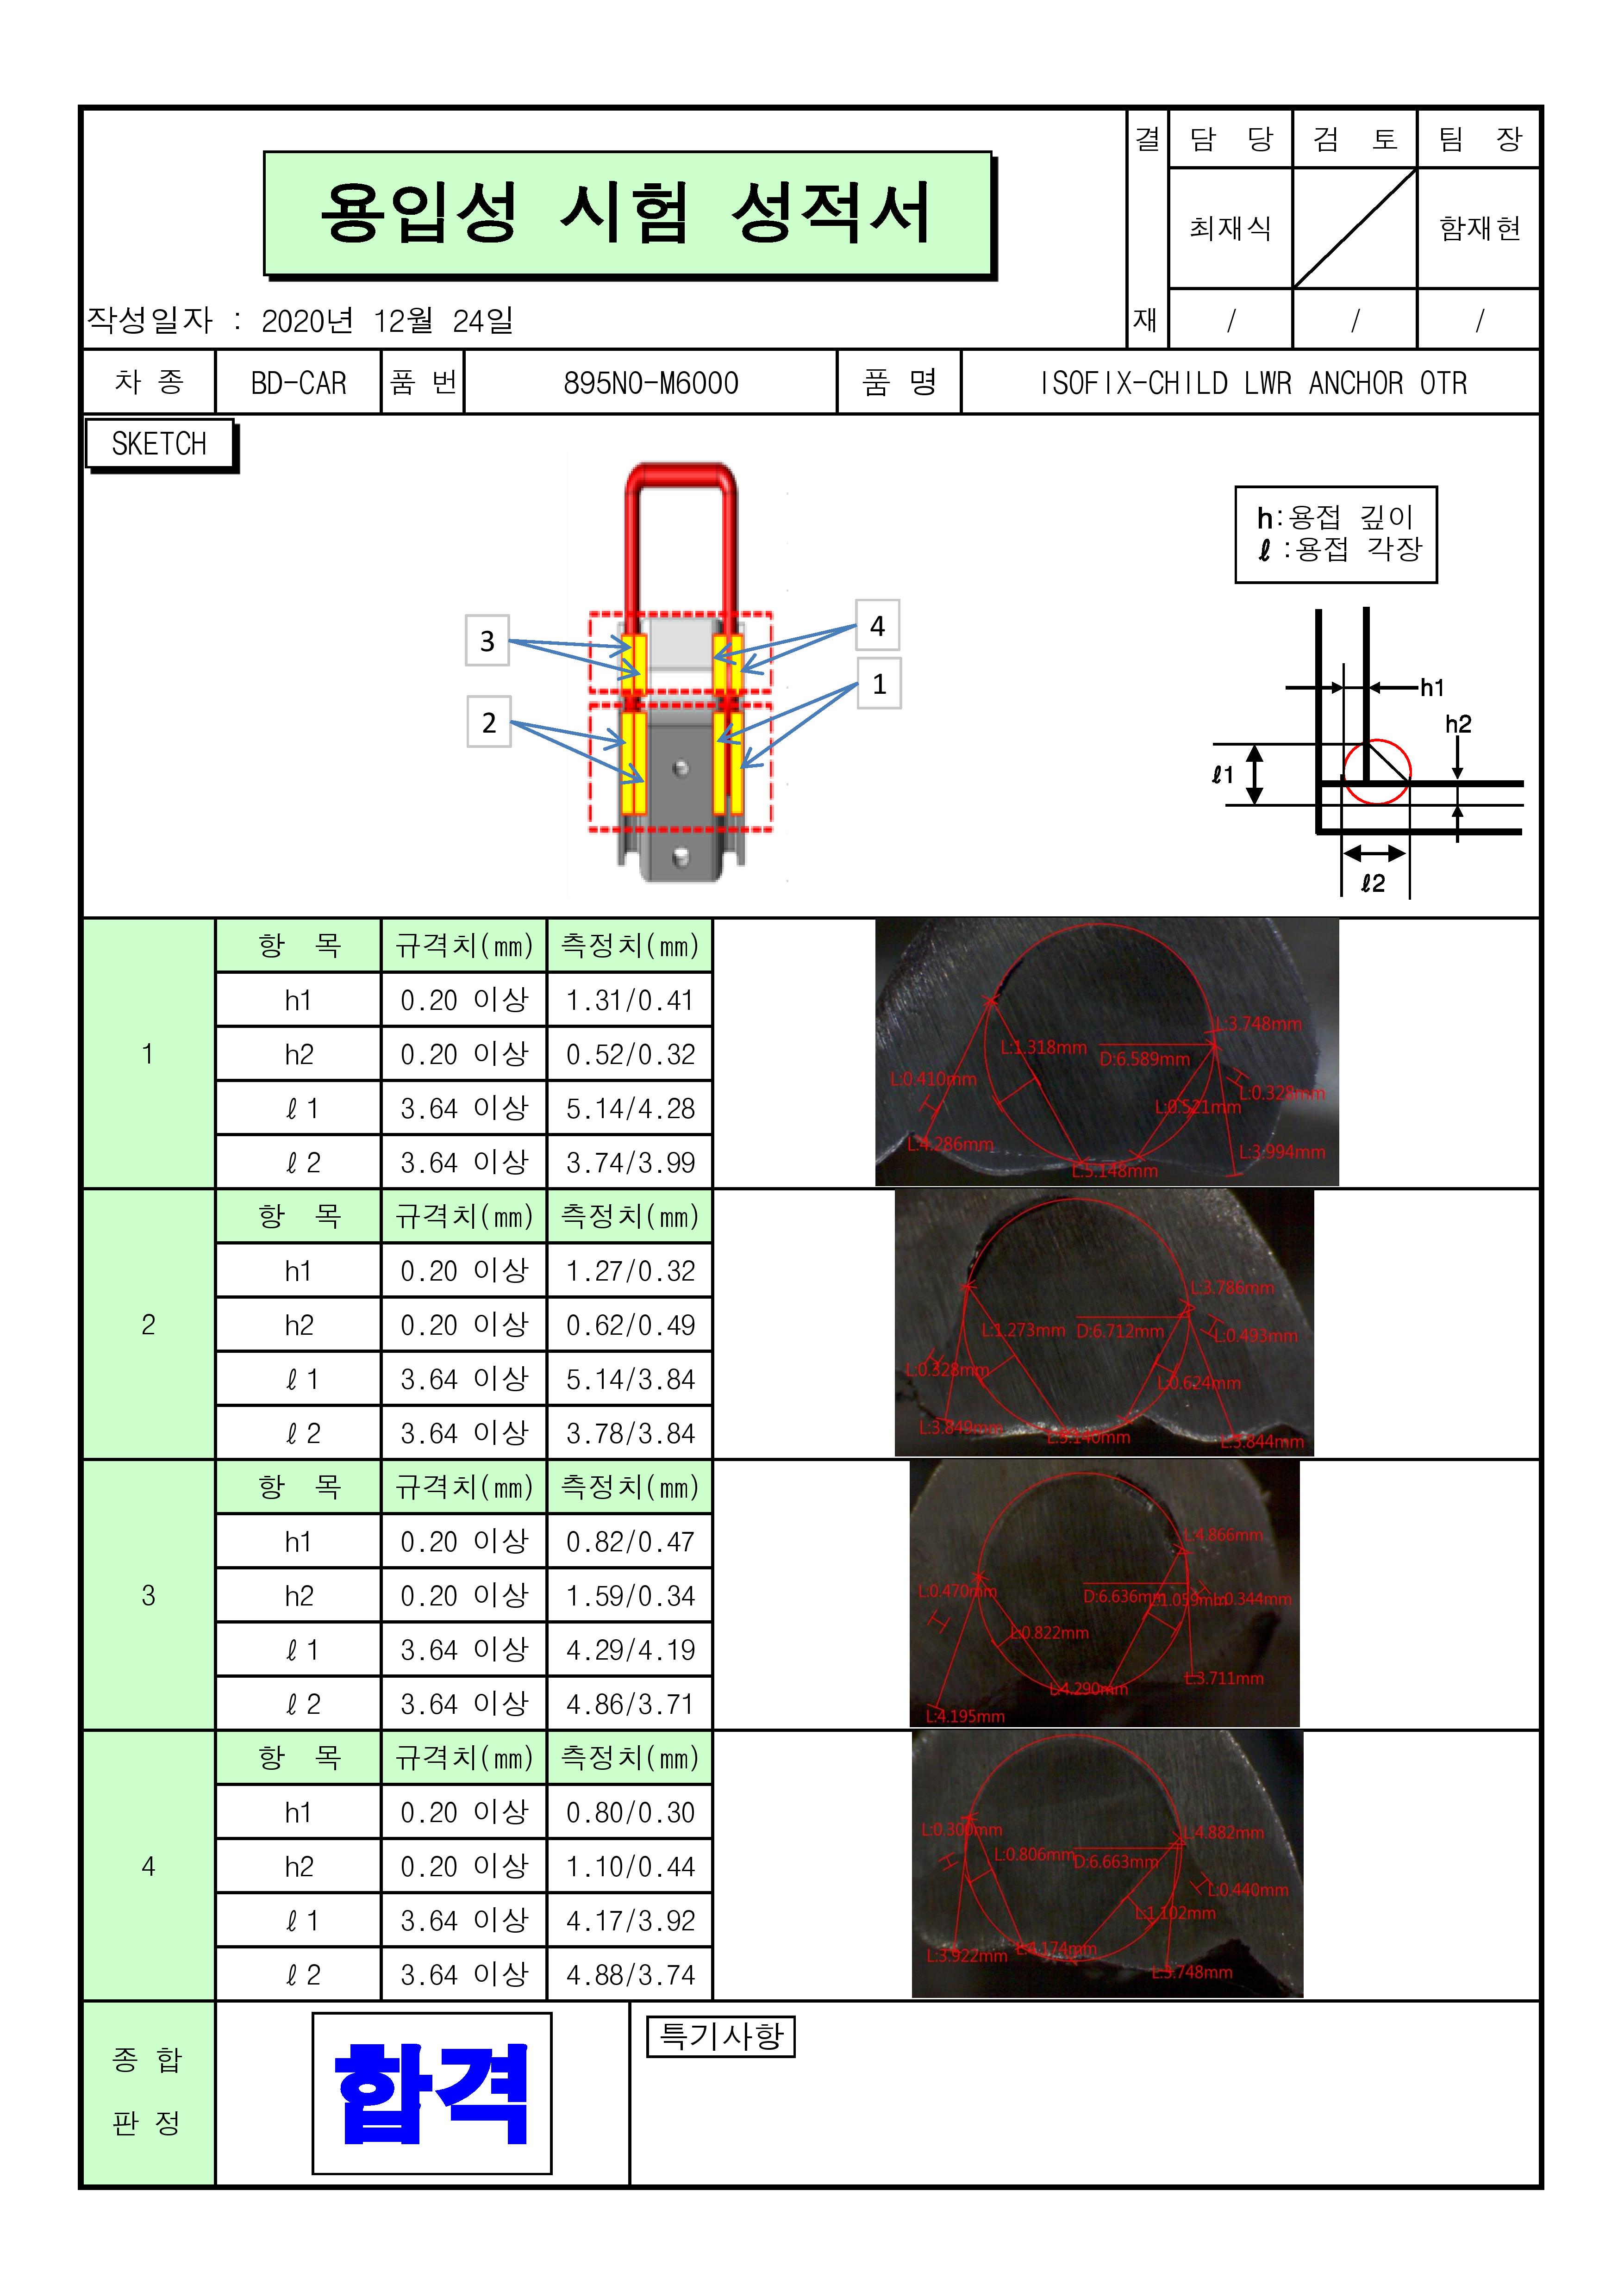 용입성 시험 성적서
결 재
담 당 검 토 팀 장
최재식 함재현
/ / /
작성일자 : 2020년 12월 24일
차 종 BD-CAR 품 번 895N0-M6000 품 명 ISOFIX-CHILD LWR ANCHOR OTR
SKETCH
h:용접 깊이
ℓ :용접 각장
3
4
1
2
h1
h2
ℓ1
ℓ2
1
항 목 규격치(㎜) 측정치(㎜)
h1 0.20 이상 1.31/0.41
h2 0.20 이상 0.52/0.32
ℓ1 3.64 이상 5.14/4.28
ℓ2 3.64 이상 3.74/3.99
L:3.748mm
L:1.318mm
D:6.589mm
L:0.410mm
L:0.328mm
L:0.521mm
L:4.286mm
L:3.994mm
L:5.148mm
2
항 목 규격치(㎜) 측정치(㎜)
h1 0.20 이상 1.27/0.32
h2 0.20 이상 0.62/0.49
ℓ1 3.64 이상 5.14/3.84
ℓ2 3.64 이상 3.78/3.84
L:3.786mm
L:1.273mm
D:6.712mm
L:0.493mm
L:0.328mm
L:0.624mm
L:3.849mm
L:5.140mm
L:3.844mm
3
항 목 규격치(㎜) 측정치(㎜)
h1 0.20 이상 0.82/0.47
h2 0.20 이상 1.59/0.34
ℓ1 3.64 이상 4.29/4.19
ℓ2 3.64 이상 4.86/3.71
L:4.866mm
L:0.470mm
D:6.636mm
L:1.059mm
L:0.344mm
L:0.822mm
L:3.711mm
L:4.290mm
L:4.195mm
4
항 목 규격치(㎜) 측정치(㎜)
h1 0.20 이상 0.80/0.30
h2 0.20 이상 1.10/0.44
ℓ1 3.64 이상 4.17/3.92
ℓ2 3.64 이상 4.88/3.74
L:0.300mm
L:4.882mm
L:0.806mm
D:6.663mm
L:0.440mm
L:1.102mm
L:3.922mm
L:4.174mm
L:3.748mm
종 합
판 정
합격
특기사항